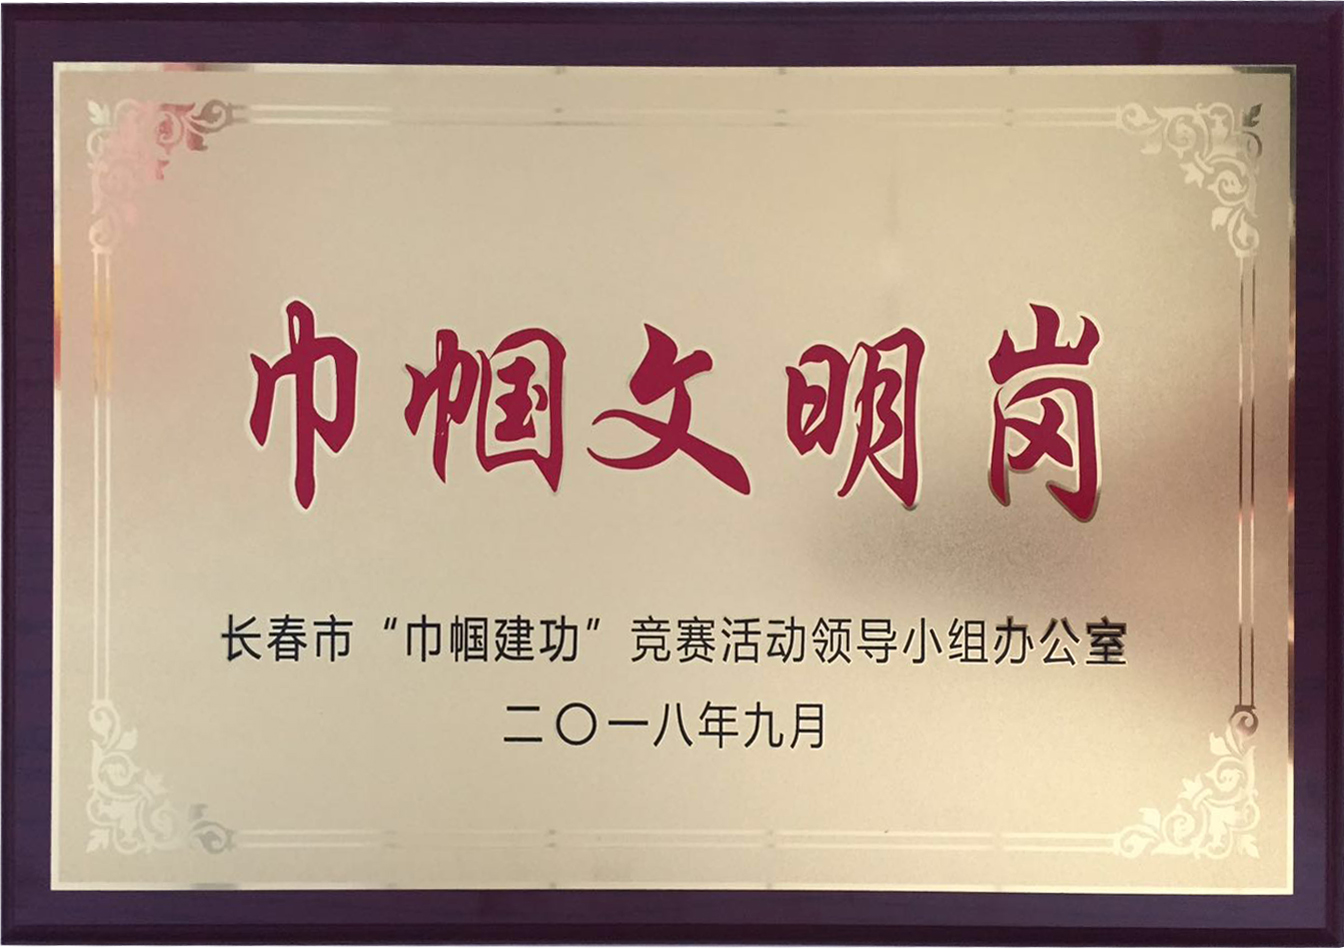 巾帼文明岗
长春市“巾帼建功”竞赛活动领导小组办公室
二〇一八年九月